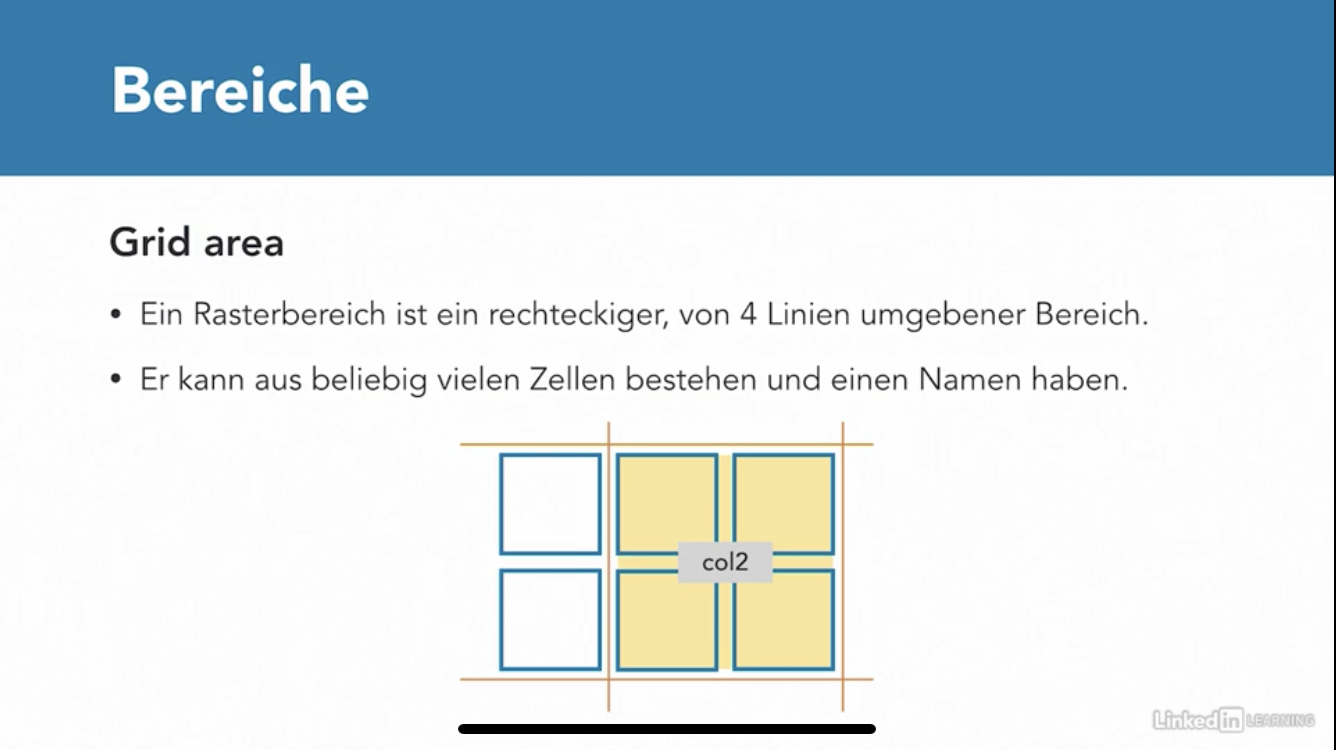 Bereiche
Grid area
• Ein Rasterbereich ist ein rechteckiger, von 4 Linien umgebener Bereich.
• Er kann aus beliebig vielen Zellen bestehen und einen Namen haben.
col2
Linked in LEARNING